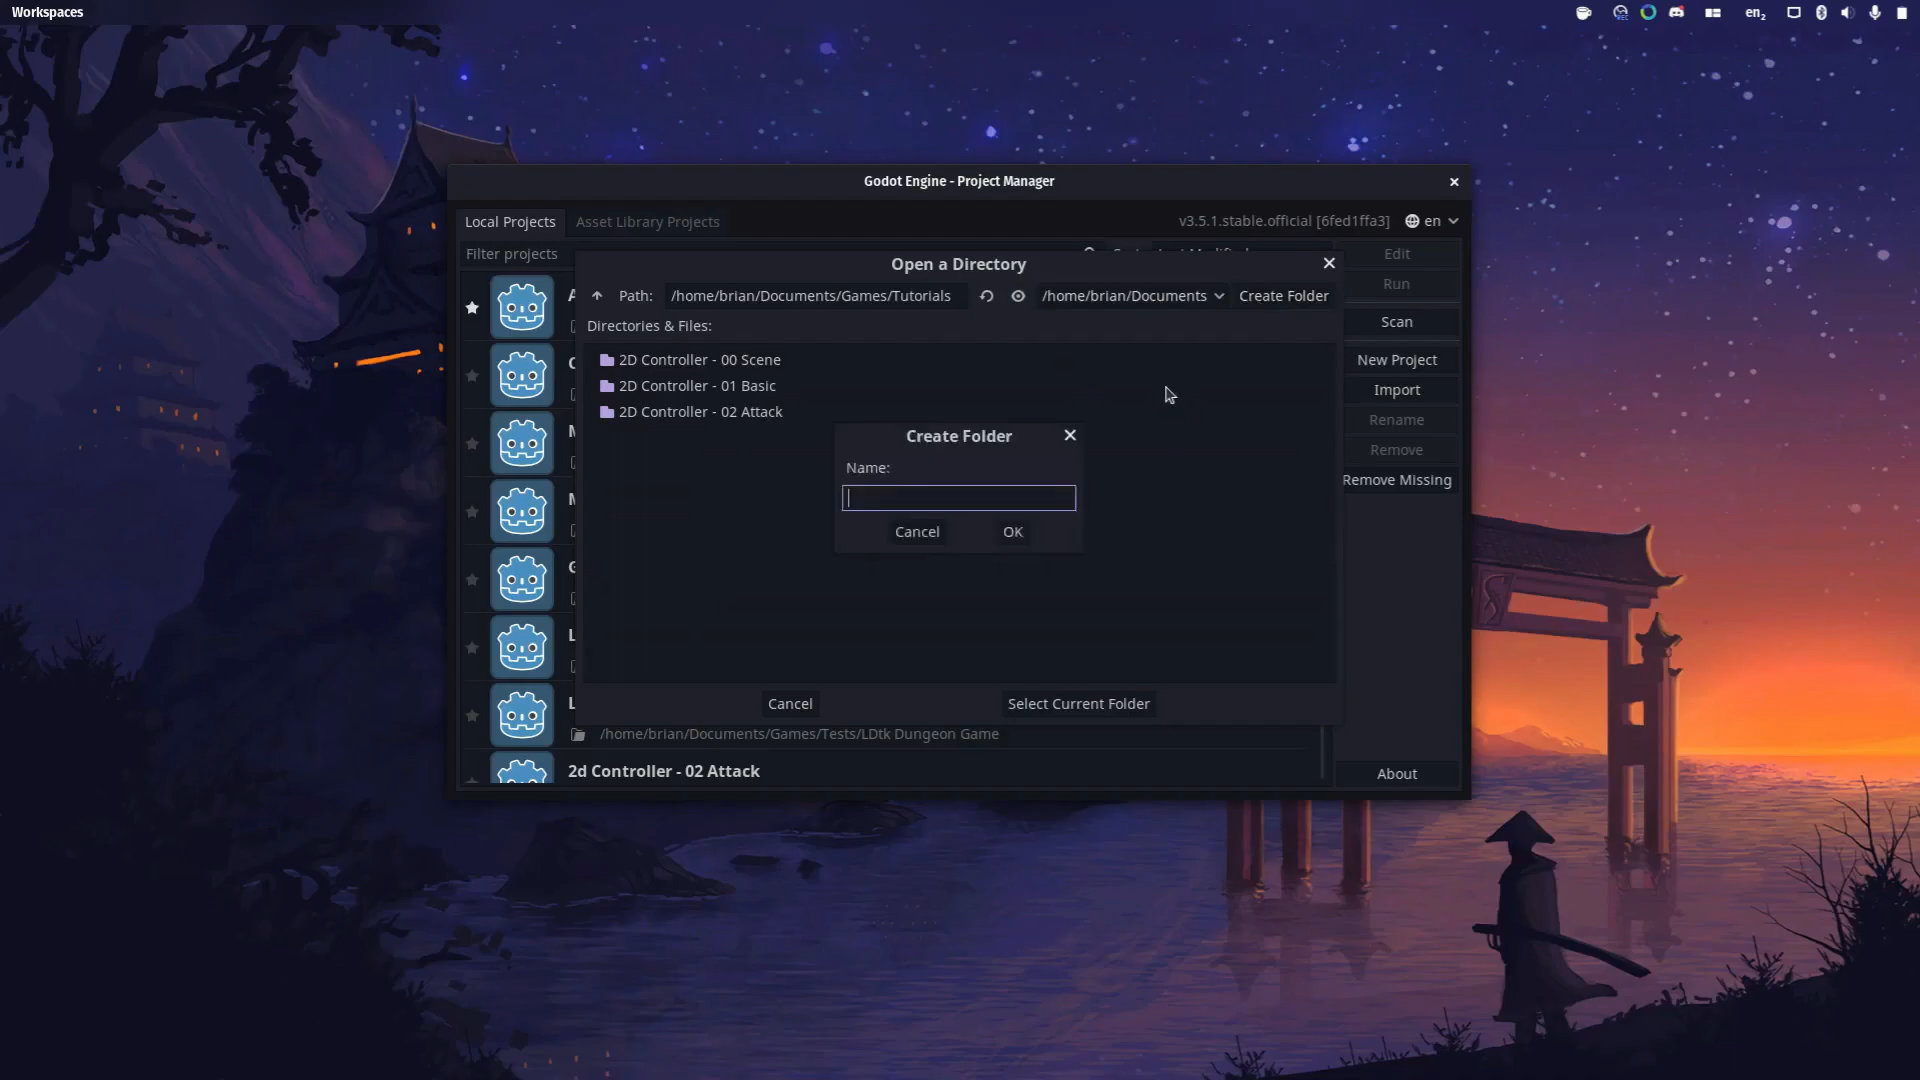 Workspaces
en₂
Godot Engine - Project Manager
Local Projects
Asset Library Projects
v3.5.1.stable.official [6fed1ffa3]
en
Filter projects
Edit
Run
Scan
New Project
Import
Rename
Remove
Remove Missing
About
Open a Directory
Path:
/home/brian/Documents/Games/Tutorials
/home/brian/Documents
Create Folder
Directories & Files:
2D Controller - 00 Scene
2D Controller - 01 Basic
2D Controller - 02 Attack
Create Folder
Name:
Cancel
OK
Cancel
Select Current Folder
/home/brian/Documents/Games/Tests/LDtk Dungeon Game
2d Controller - 02 Attack